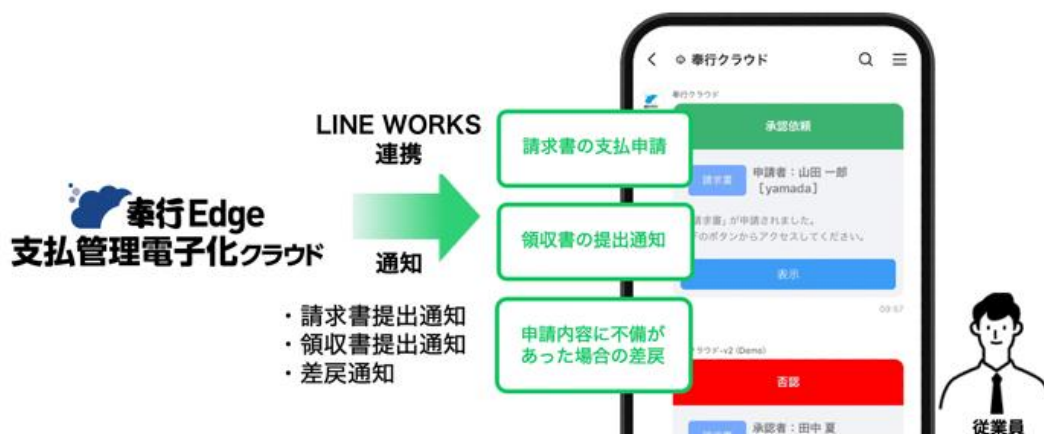 奉行Edge
支払管理電子化クラウド
LINE WORKS
連携
通知
・請求書提出通知
・領収書提出通知
・差戻通知
請求書の支払申請
領収書の提出通知
申請内容に不備が
あった場合の差戻
奉行クラウド
奉行クラウド
承認依頼
請求書
申請者：山田 一郎
[yamada]
請求書」が申請されました。
下のボタンからアクセスしてください。
表示
09:57
クラウド-v2 (Demo)
否認
承認者：田中 夏
従業員